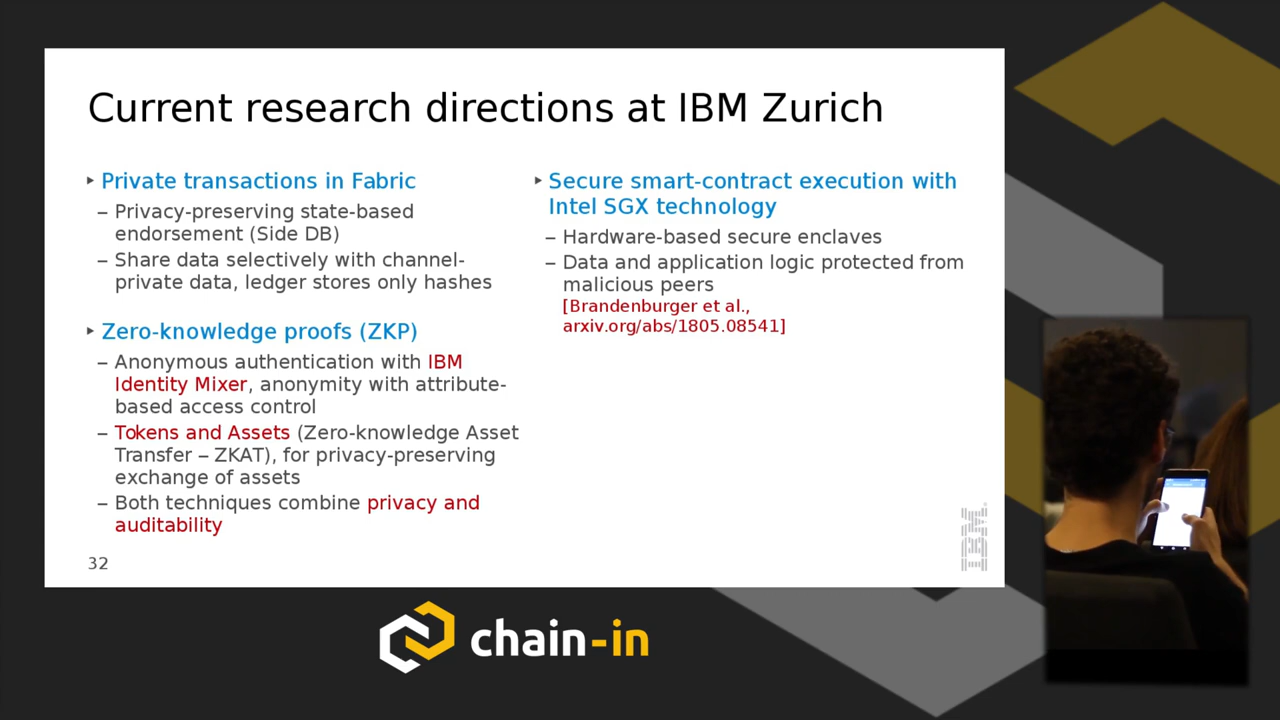 Current research directions at IBM Zurich
‣ Private transactions in Fabric
– Privacy-preserving state-based
endorsement (Side DB)
– Share data selectively with channel-
private data, ledger stores only hashes
‣ Zero-knowledge proofs (ZKP)
– Anonymous authentication with IBM
Identity Mixer, anonymity with attribute-
based access control
– Tokens and Assets (Zero-knowledge Asset
Transfer – ZKAT), for privacy-preserving
exchange of assets
– Both techniques combine privacy and
auditability
‣ Secure smart-contract execution with
Intel SGX technology
– Hardware-based secure enclaves
– Data and application logic protected from
malicious peers
[Brandenburger et al.,
arxiv.org/abs/1805.08541]
32
IBM
chain-in